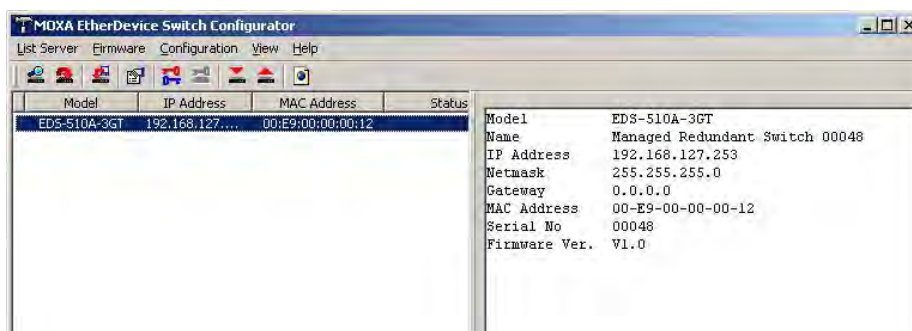 MOXA EtherDevice Switch Configurator
List Server Firmware Configuration View Help
Model IP Address MAC Address Status
EDS-510A-3GT 192.168.127.... 00:E9:00:00:00:12
Model EDS-510A-3GT
Name Managed Redundant Switch 00048
IP Address 192.168.127.253
Netmask 255.255.255.0
Gateway 0.0.0.0
MAC Address 00-E9-00-00-00-12
Serial No 00048
Firmware Ver. V1.0